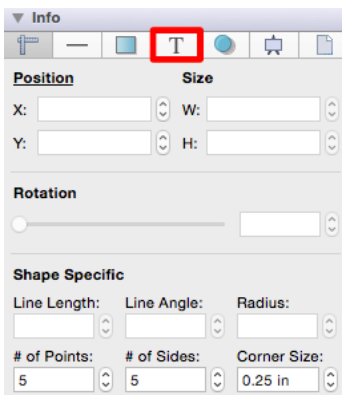 Info
T
Position Size
X: W:
Y: H:
Rotation
Shape Specific
Line Length: Line Angle: Radius:
# of Points: # of Sides: Corner Size:
5 5 0.25 in